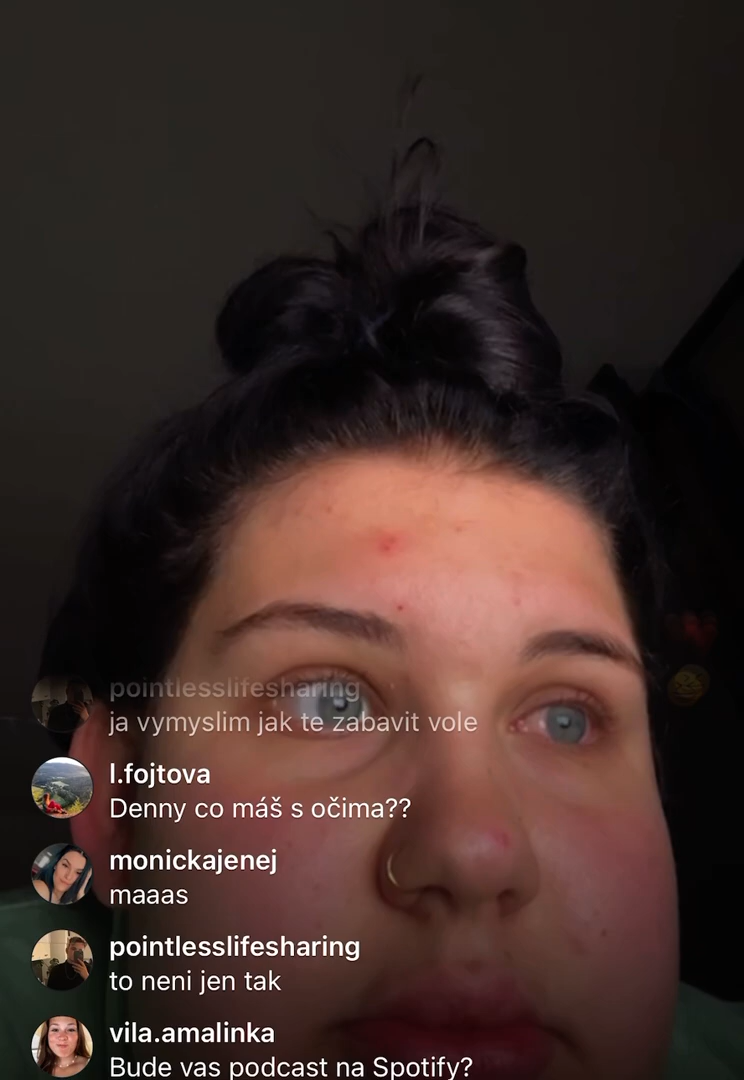 pointlesslifesharing
ja vymyslim jak te zabavit vole
l.fojtova
Denny co máš s očima??
monickajenej
maaas
pointlesslifesharing
to neni jen tak
vila.amalinka
Bude vas podcast na Spotify?